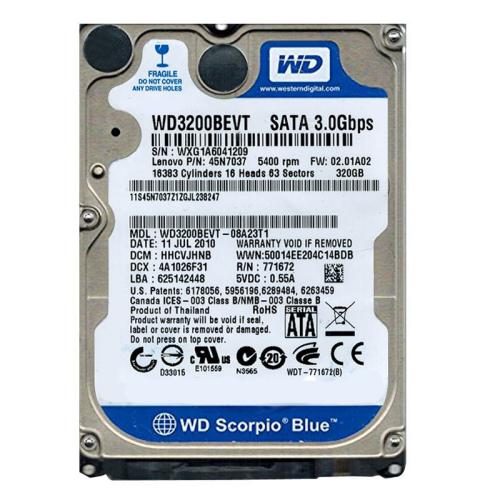 FRAGILE
DO NOT COVER
ANY DRIVE HOLES
WD
www.westerndigital.com
WD3200BEVT SATA 3.0Gbps
S/N : WXG1A6041209
Lenovo P/N: 45N7037 5400 rpm FW: 02.01A02
16383 Cylinders 16 Heads 63 Sectors 320GB
11S45N7037Z1ZGJL238247
MDL : WD3200BEVT-08A23T1
DATE: 11 JUL 2010 WARRANTY VOID IF REMOVED
DCM : HHCVJHNB WWN:50014EE204C14BDB
DCX : 4A1026F31 R/N : 771672
LBA : 625142448 5VDC : 0.55A
U.S. Patents: 6178056, 5956196,6289484, 6263459
Canada ICES-003 Class B/NMB-003 Classe B
Product of Thailand RoHS
Product warranty will be void if any seal,
label or cover is removed or damaged.
Do not press on top cover.
SERIAL
ATA
D33015 E101559 N3565 20 WDT-771672(B)
WD Scorpio® Blue™